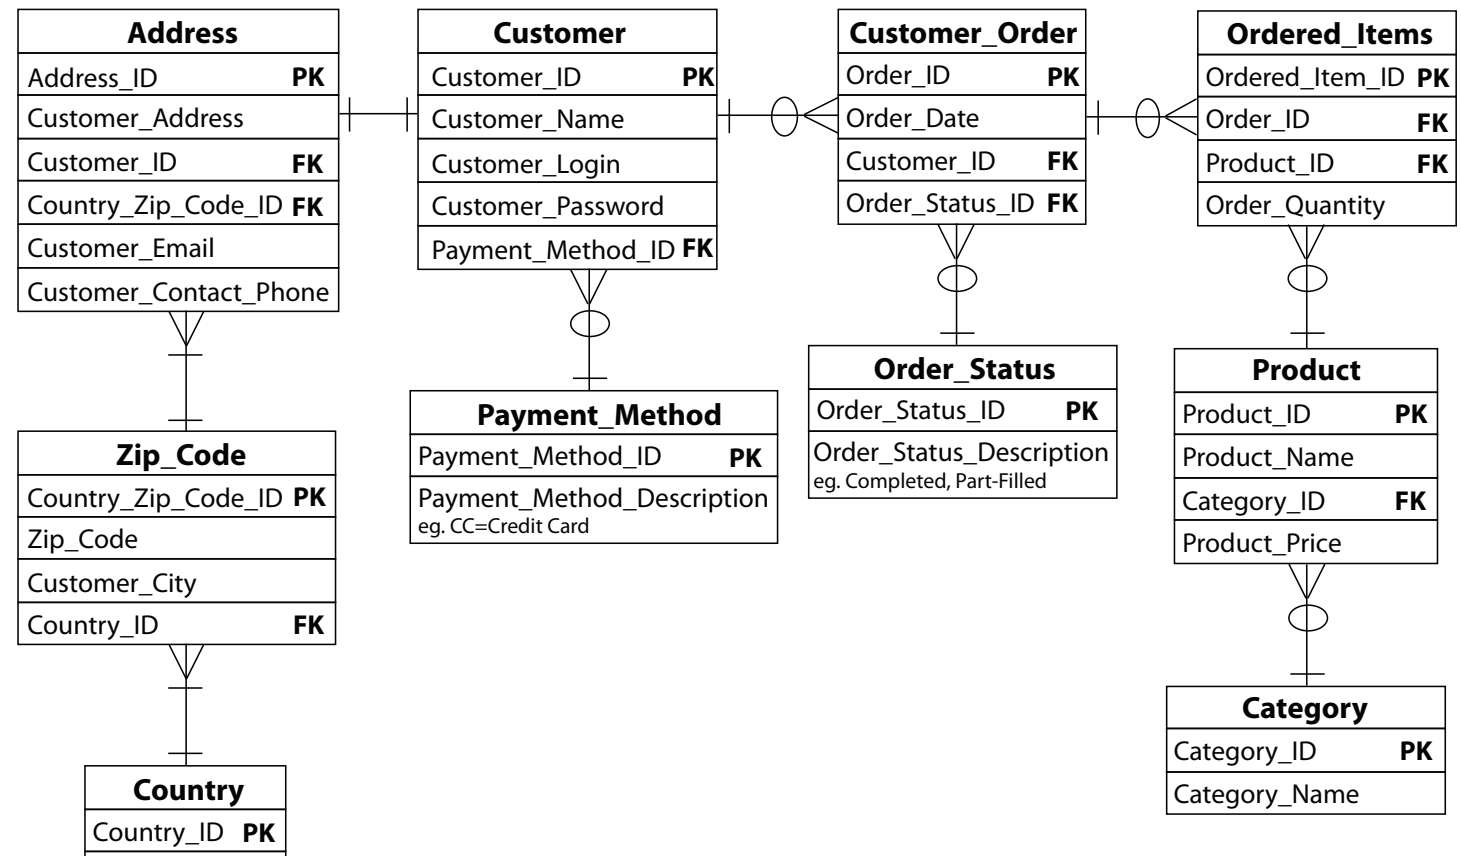 Address
Address_ID PK
Customer_Address
Customer_ID FK
Country_Zip_Code_ID FK
Customer_Email
Customer_Contact_Phone
Customer
Customer_ID PK
Customer_Name
Customer_Login
Customer_Password
Payment_Method_ID FK
Customer_Order
Order_ID PK
Order_Date
Customer_ID FK
Order_Status_ID FK
Ordered_Items
Ordered_Item_ID PK
Order_ID FK
Product_ID FK
Order_Quantity
Zip_Code
Country_Zip_Code_ID PK
Zip_Code
Customer_City
Country_ID FK
Payment_Method
Payment_Method_ID PK
Payment_Method_Description
eg. CC=Credit Card
Order_Status
Order_Status_ID PK
Order_Status_Description
eg. Completed, Part-Filled
Product
Product_ID PK
Product_Name
Category_ID FK
Product_Price
Country
Country_ID PK
Category
Category_ID PK
Category_Name